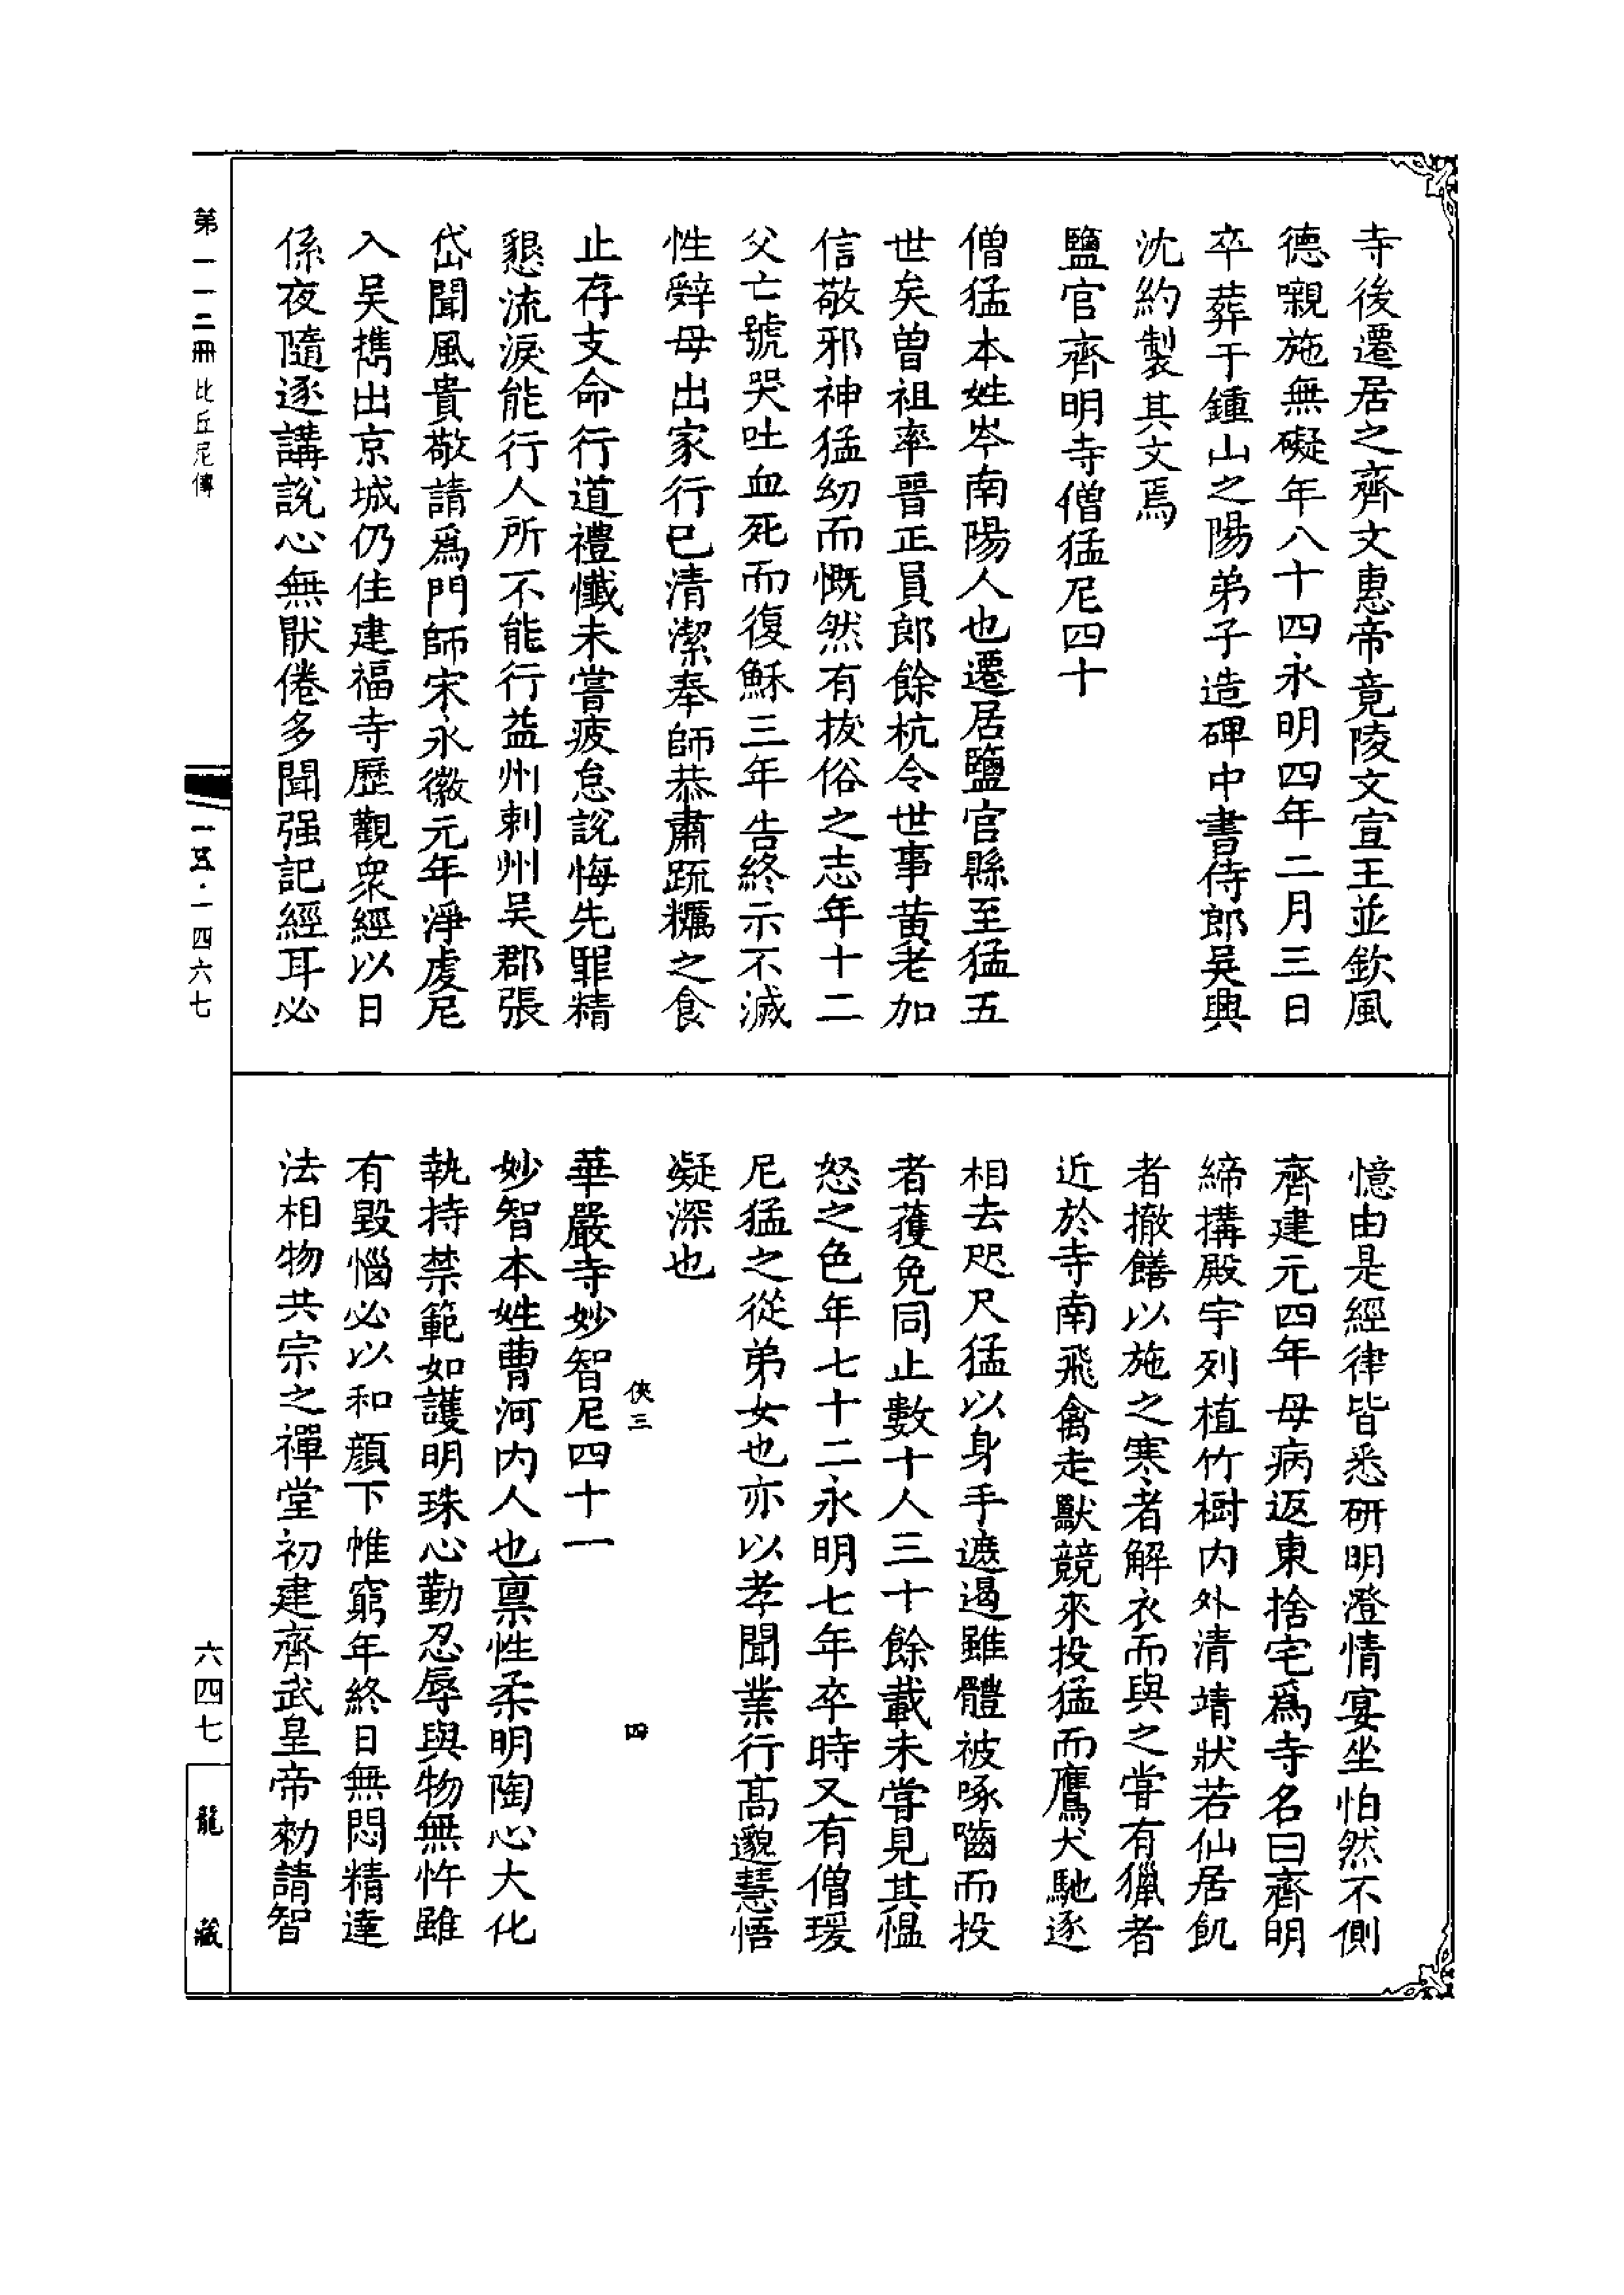 寺後遷居之齊文惠帝竟陵文宣王並欽風
德嚫施無礙年八十四永明四年二月三日
卒葬于鍾山之陽弟子造碑中書侍郎吳興
沈約製其文焉
鹽官齊明寺僧猛尼四十
僧猛本姓岑南陽人也遷居鹽官縣至猛五
世矣曾祖率晉正員郎餘杭令世事黃老加
信敬邪神猛幼而慨然有拔俗之志年十二
父亡號哭吐血死而復穌三年告終示不滅
性辭母出家行已清潔奉師恭肅蹠糲之食
止存支命行道禮懺未嘗疲怠說悔先罪精
懇流淚能行人所不能行益州刺州吳郡張
岱聞風貴敬請爲門師宋永徽元年淨虔尼
入吳携出京城仍住建福寺歷觀衆經以日
係夜隨逐講說心無猒倦多聞强記經耳必
憶由是經律皆悉研明澄情宴坐怕然不側
齊建元四年母病返東捨宅爲寺名曰齊明
締搆殿宇列植竹樹內外清靖狀若仙居飢
者撤饍以施之寒者解衣而與之嘗有獵者
近於寺南飛禽走獸競來投猛而鷹犬馳逐
相去咫尺猛以身手遮遏雖體被啄嚙而投
者獲免同止數十人三十餘載未嘗見其慍
怒之色年七十二永明七年卒時又有僧瑗
尼猛之從弟女也亦以孝聞業行高邈慧悟
凝深也
俠三　四
華嚴寺妙智尼四十一
妙智本姓曹河內人也禀性柔明陶心大化
執持禁範如護明珠心勤忍辱與物無忤雖
有毀惱必以和顏下帷窮年終日無悶精達
法相物共宗之禪堂初建齊武皇帝勅請智
第一一二冊 比丘尼傳
一五·一四六七
六四七
龍藏